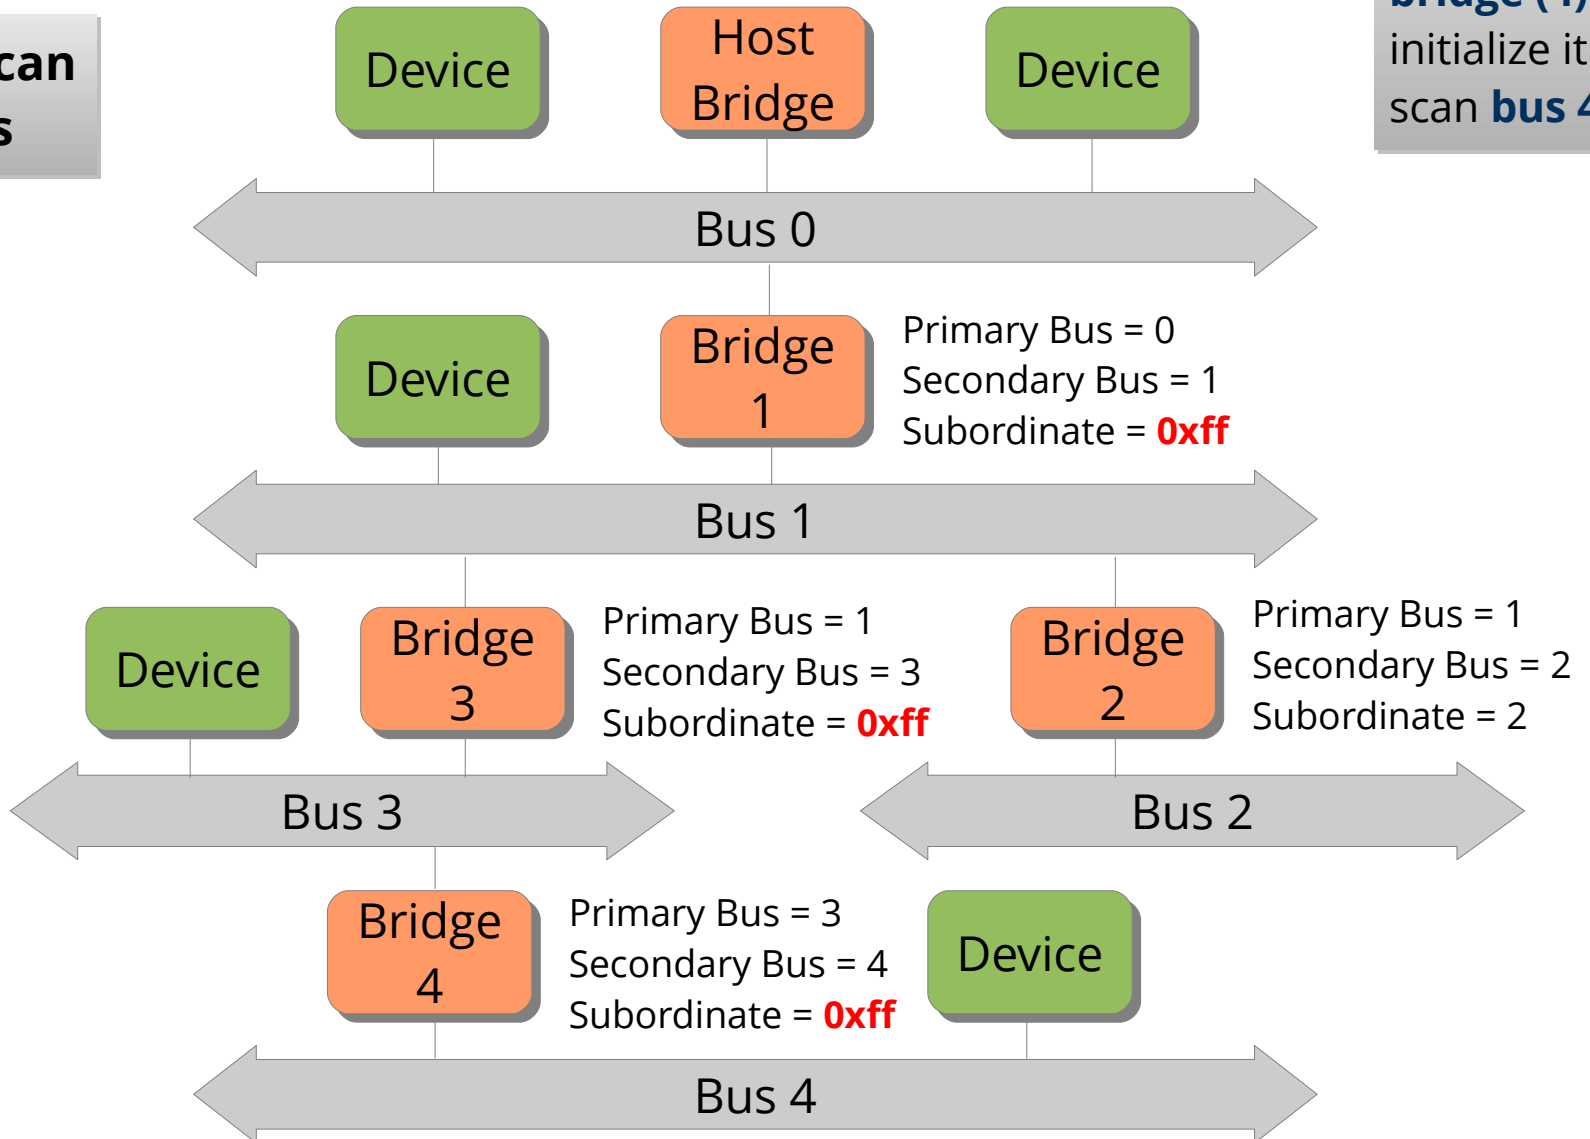 can
s
bridge (4)
initialize it
scan bus 4
Device
Host
Bridge
Device
Bus 0
Device
Bridge
1
Primary Bus = 0
Secondary Bus = 1
Subordinate = 0xff
Bus 1
Device
Bridge
3
Primary Bus = 1
Secondary Bus = 3
Subordinate = 0xff
Bridge
2
Primary Bus = 1
Secondary Bus = 2
Subordinate = 2
Bus 3
Bus 2
Bridge
4
Primary Bus = 3
Secondary Bus = 4
Subordinate = 0xff
Device
Bus 4